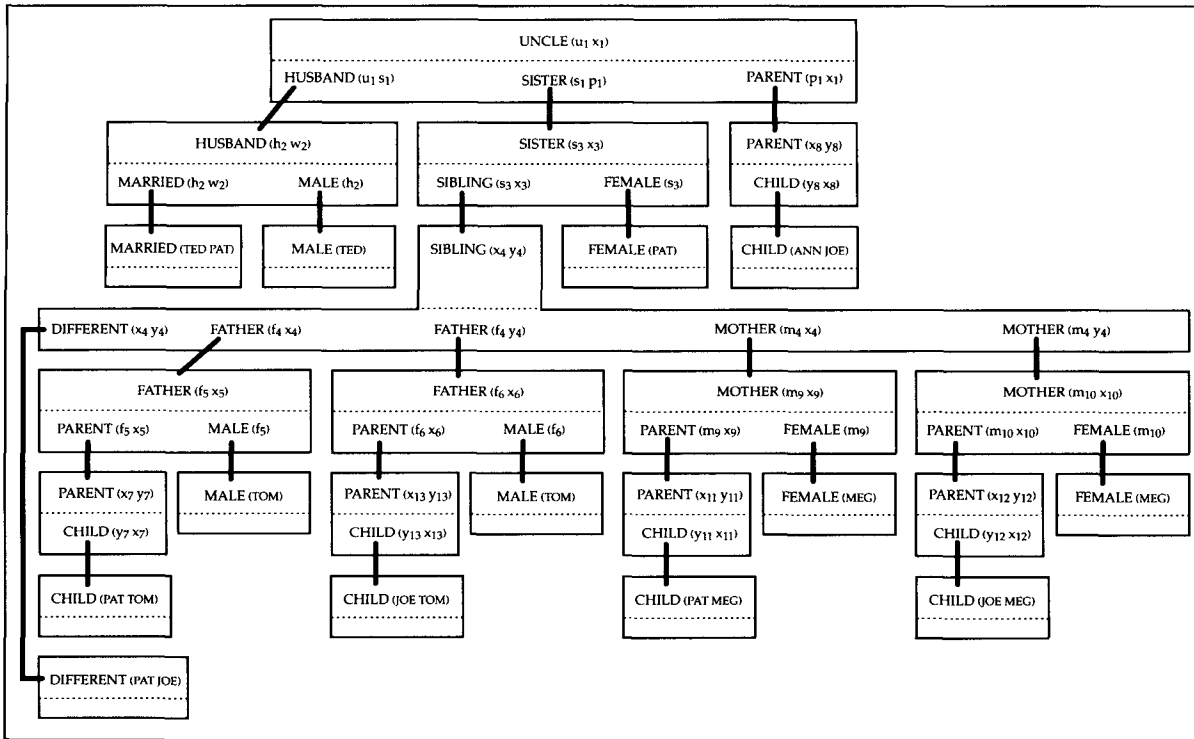 UNCLE (u₁ x₁)
HUSBAND (u₁ s₁) SISTER (s₁ p₁) PARENT (p₁ x₁)
HUSBAND (h₂ w₂) SISTER (s₃ x₃) PARENT (x₈ y₈)
MARRIED (h₂ w₂) MALE (h₂) SIBLING (s₃ x₃) FEMALE (s₃) CHILD (y₈ x₈)
MARRIED (TED PAT) MALE (TED) SIBLING (x₄ y₄) FEMALE (PAT) CHILD (ANN JOE)
DIFFERENT (x₄ y₄) FATHER (f₄ x₄) FATHER (f₄ y₄) MOTHER (m₄ x₄) MOTHER (m₄ y₄)
FATHER (f₅ x₅) FATHER (f₆ x₆) MOTHER (m₉ x₉) MOTHER (m₁₀ x₁₀)
PARENT (f₅ x₅) MALE (f₅) PARENT (f₆ x₆) MALE (f₆) PARENT (m₉ x₉) FEMALE (m₉) PARENT (m₁₀ x₁₀) FEMALE (m₁₀)
PARENT (x₇ y₇) MALE (TOM) PARENT (x₁₃ y₁₃) MALE (TOM) PARENT (x₁₁ y₁₁) FEMALE (MEG) PARENT (x₁₂ y₁₂) FEMALE (MEG)
CHILD (y₇ x₇) CHILD (y₁₃ x₁₃) CHILD (y₁₁ x₁₁) CHILD (y₁₂ x₁₂)
CHILD (PAT TOM) CHILD (JOE TOM) CHILD (PAT MEG) CHILD (JOE MEG)
DIFFERENT (PAT JOE)